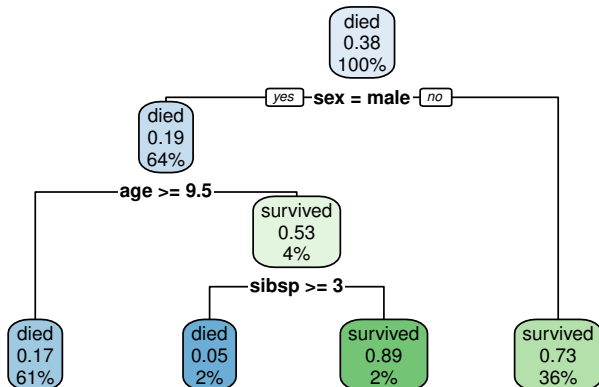 died
0.38
100%
yes sex = male no
died
0.19
64%
age >= 9.5
survived
0.53
4%
sibsp >= 3
died
0.17
61%
died
0.05
2%
survived
0.89
2%
survived
0.73
36%